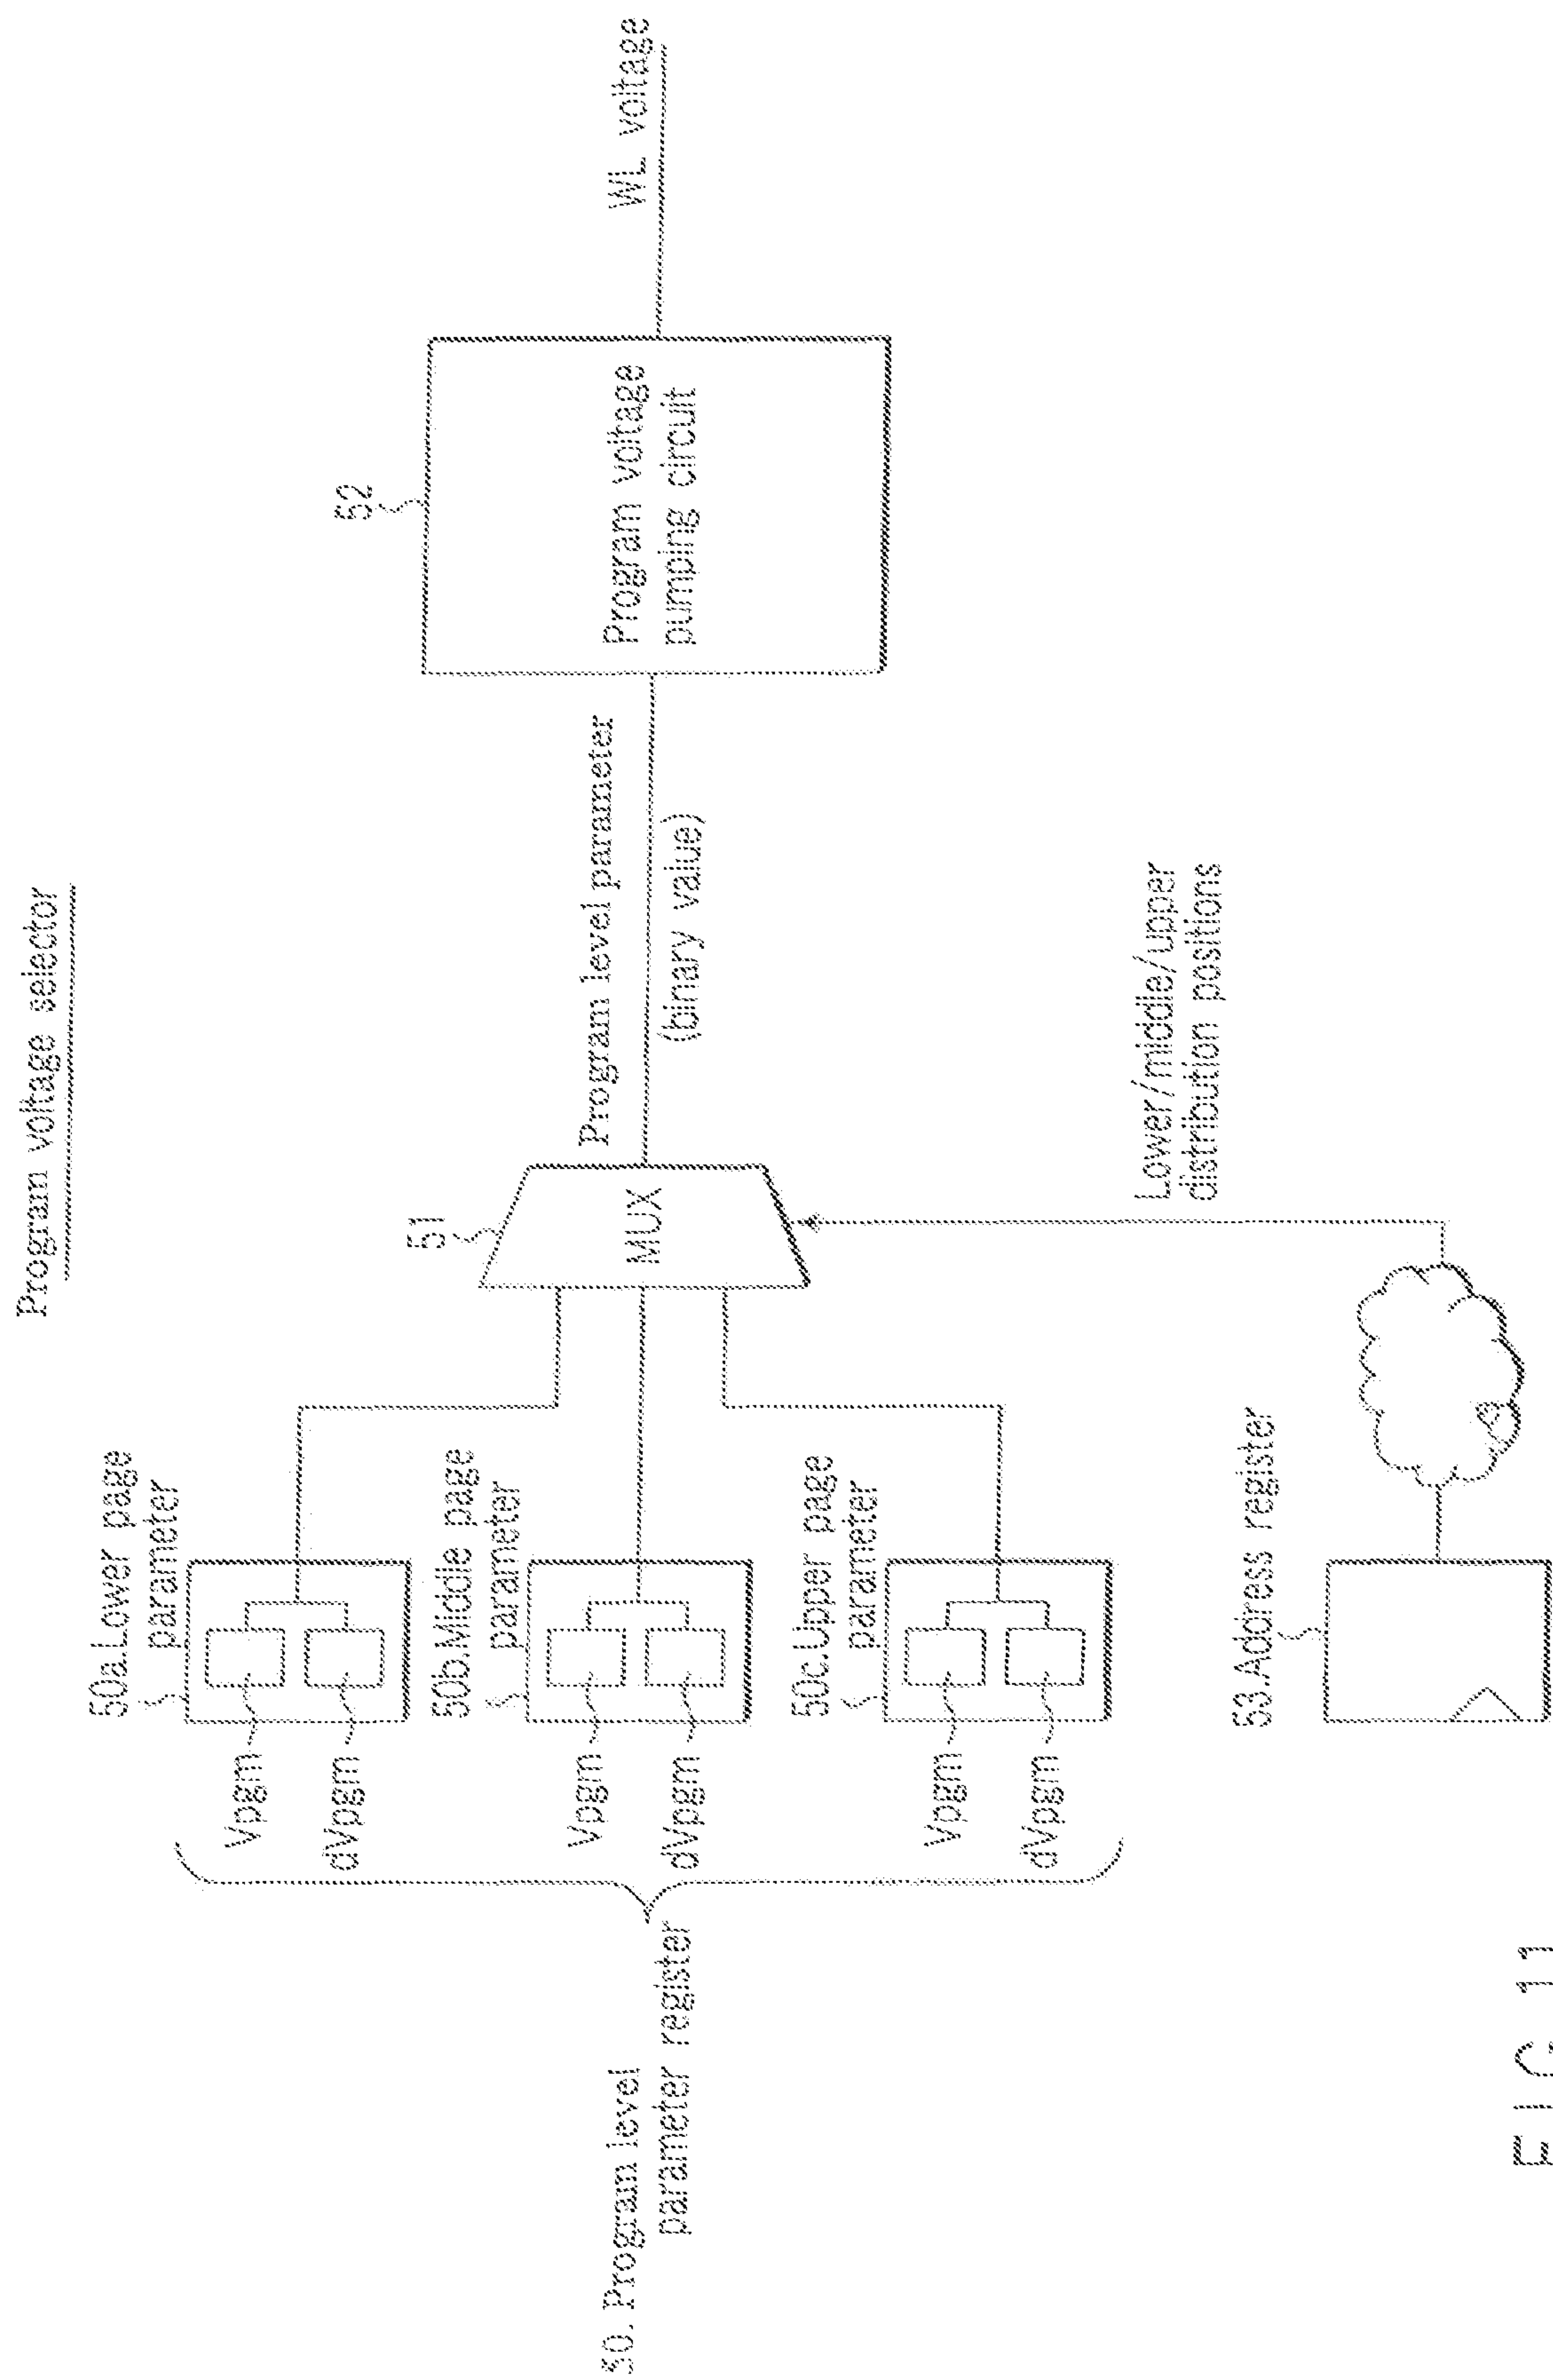 Program voltage selector
50. Program level
parameter register
50a.Lower page
parameter
Vpgm
dVpgm
50b.Middle page
parameter
Vpgm
dVpgm
50c.Upper page
parameter
Vpgm
dVpgm
53.Address register
51
MUX
Program level parameter
(binary value)
Lower/middle/upper
distribution positions
52
Program voltage
pumping circuit
WL voltage
FIG 11